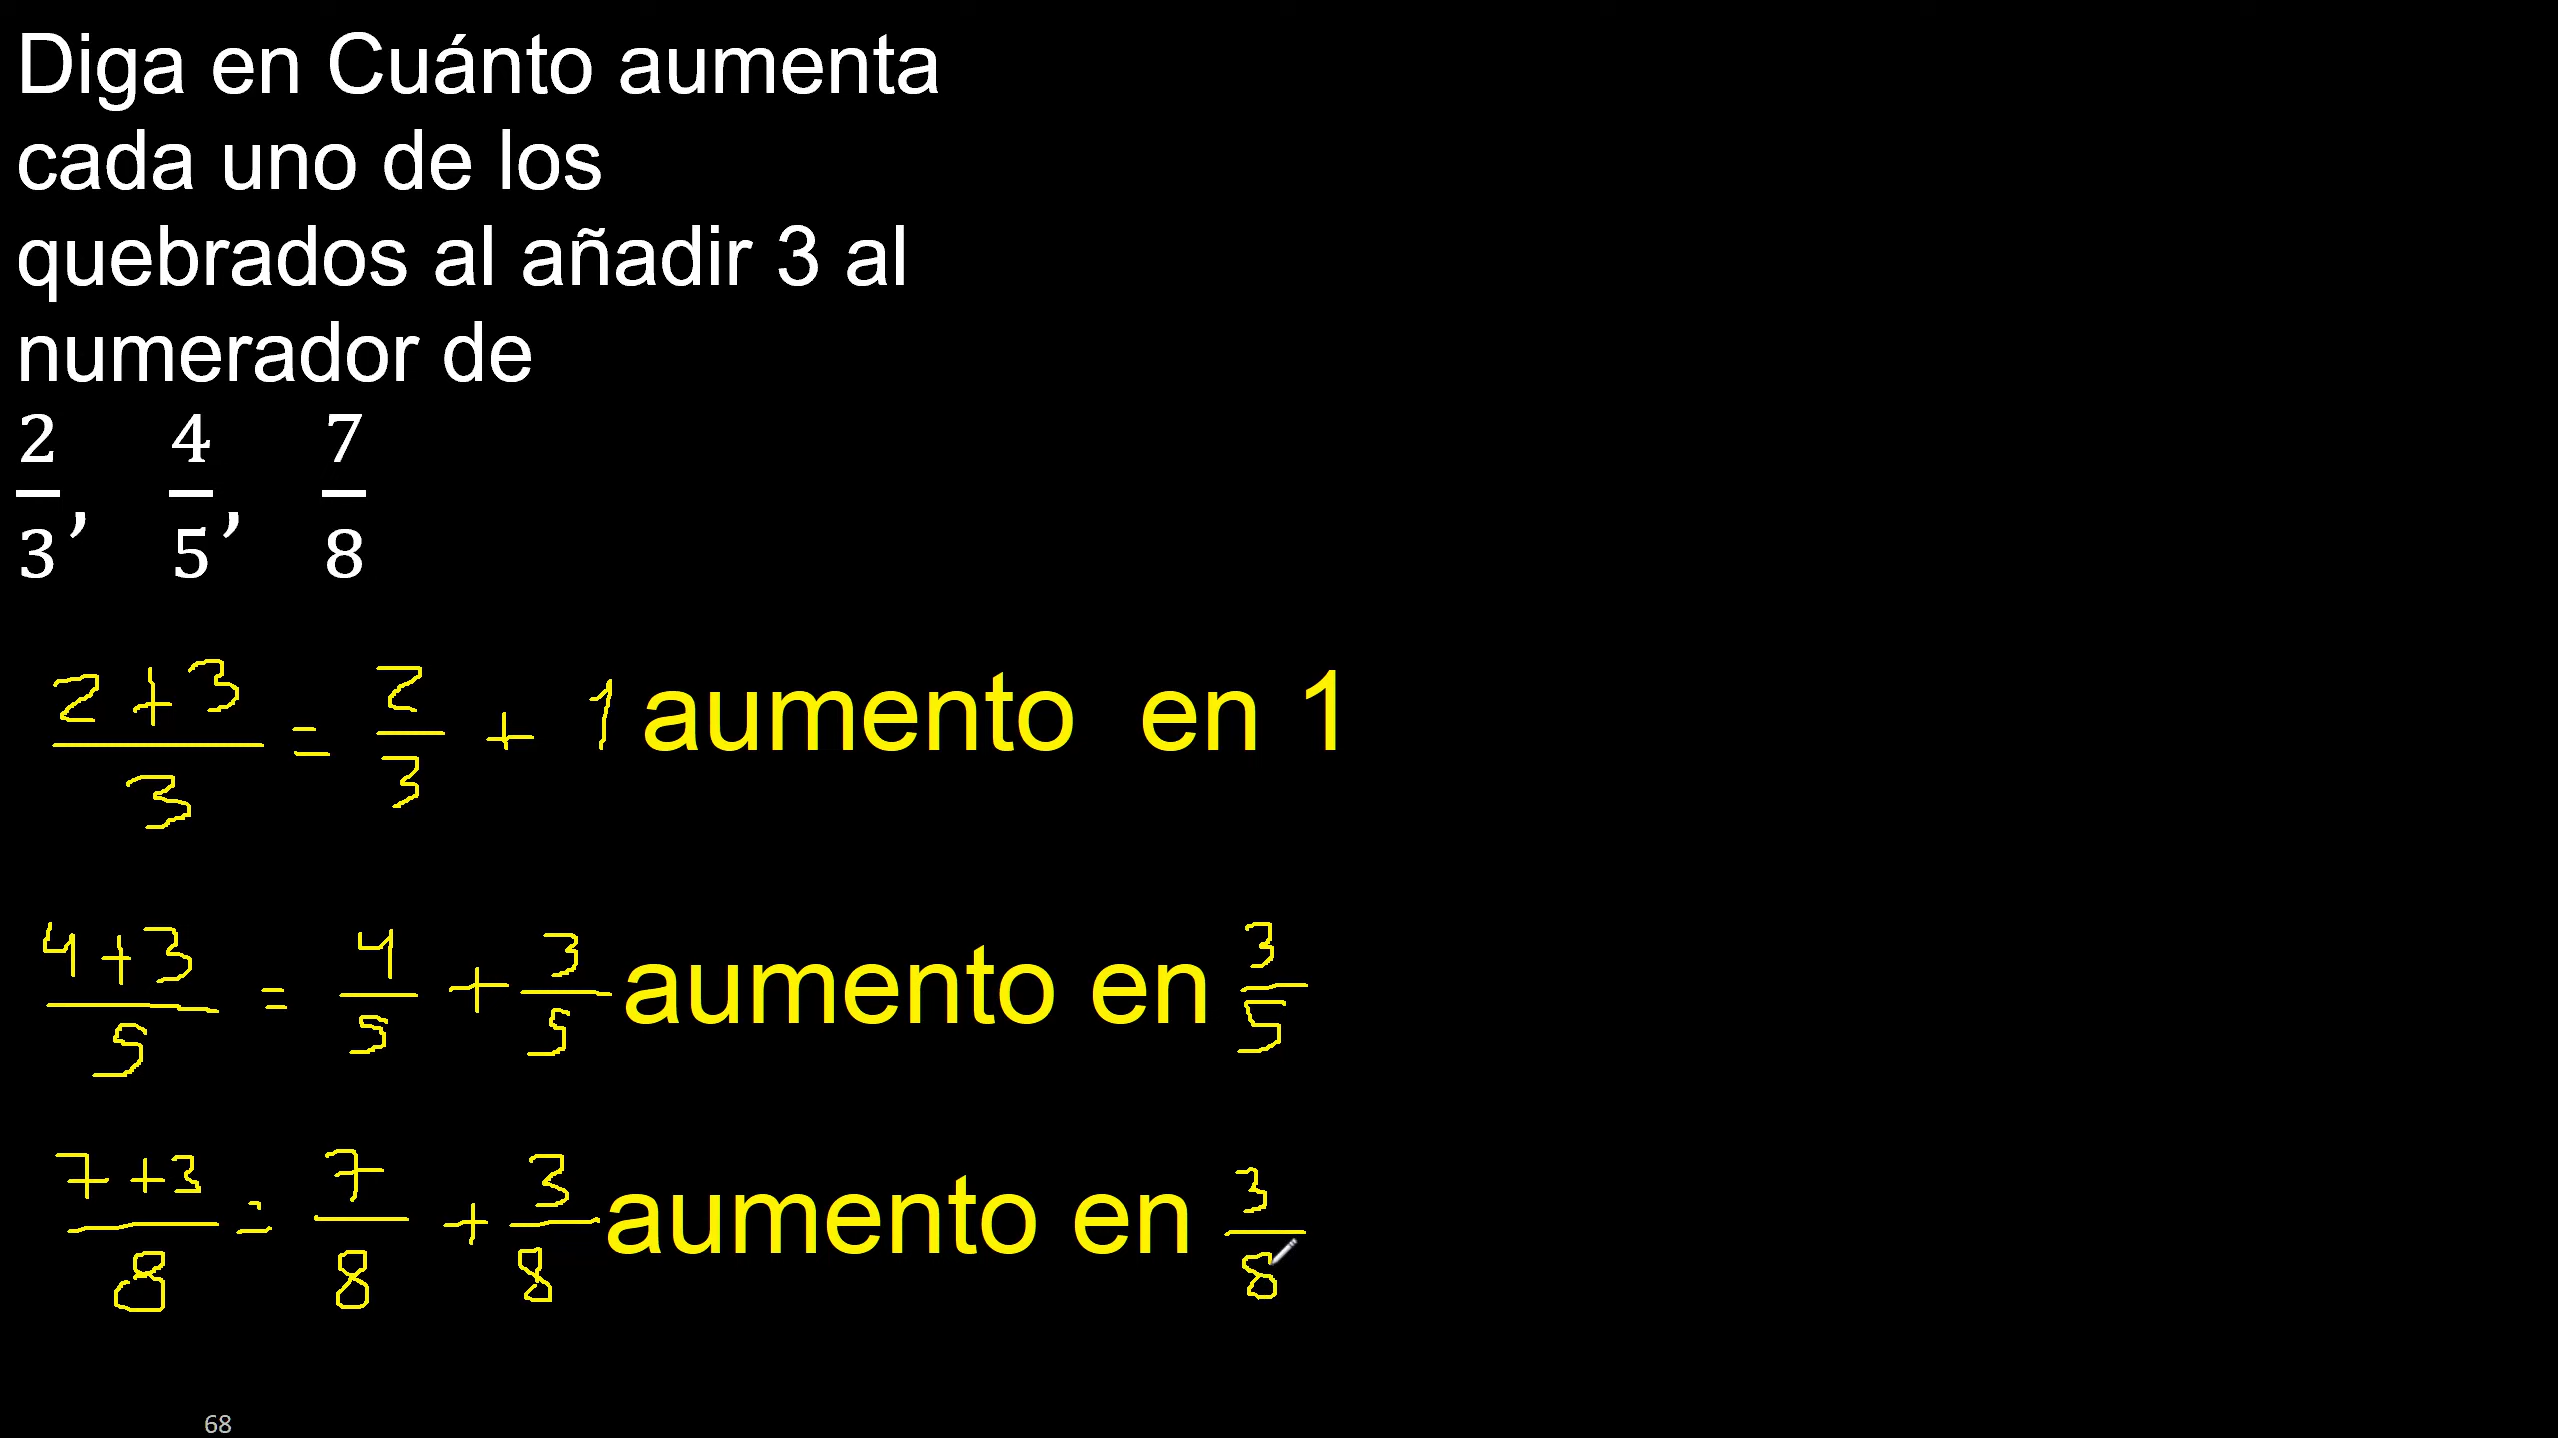 Diga en Cuánto aumenta
cada uno de los
quebrados al añadir 3 al
numerador de
2/3, 4/5, 7/8
2+3/3 = 2/3 + 1 aumento en 1
4+3/5 = 4/5 + 3/5 aumento en 3/5
7+3/8 = 7/8 + 3/8 aumento en 3/8
68